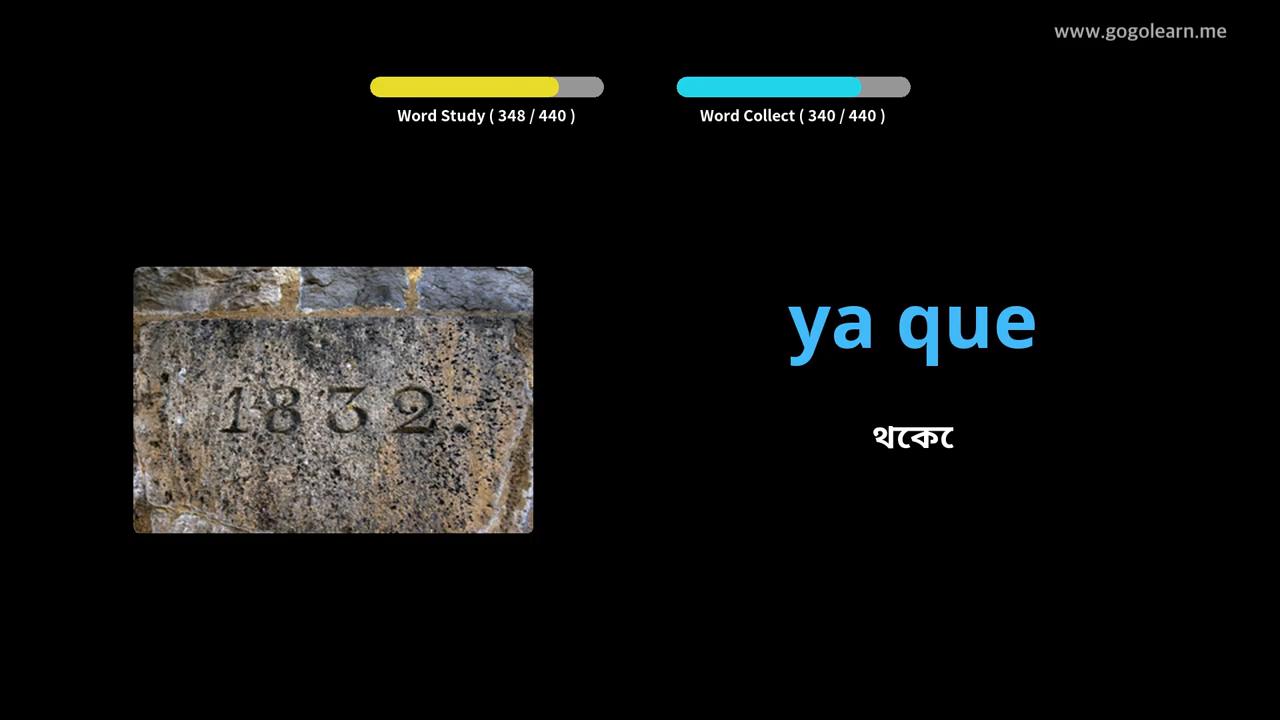 www.gogolearn.me
Word Study ( 348 / 440 )
Word Collect ( 340 / 440 )
1832.
ya que
থেকে